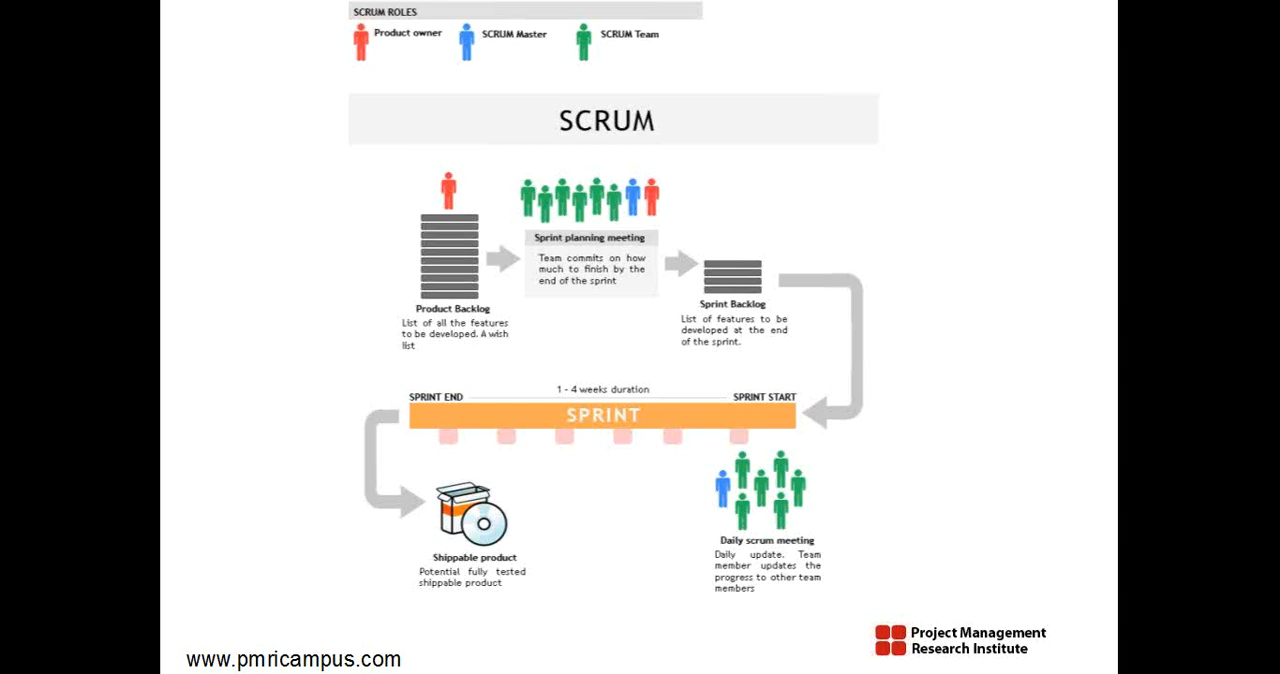 SCRUM ROLES
Product owner
SCRUM Master
SCRUM Team
SCRUM
Sprint planning meeting
Team commits on how
much to finish by the
end of the sprint
Product Backlog
List of all the features
to be developed. A wish
list
Sprint Backlog
List of features to be
developed at the end
of the sprint.
1 - 4 weeks duration
SPRINT END
SPRINT START
SPRINT
Shippable product
Potential fully tested
shippable product
Daily scrum meeting
Daily update. Team
member updates the
progress to other team
members
Project Management
Research Institute
www.pmricampus.com